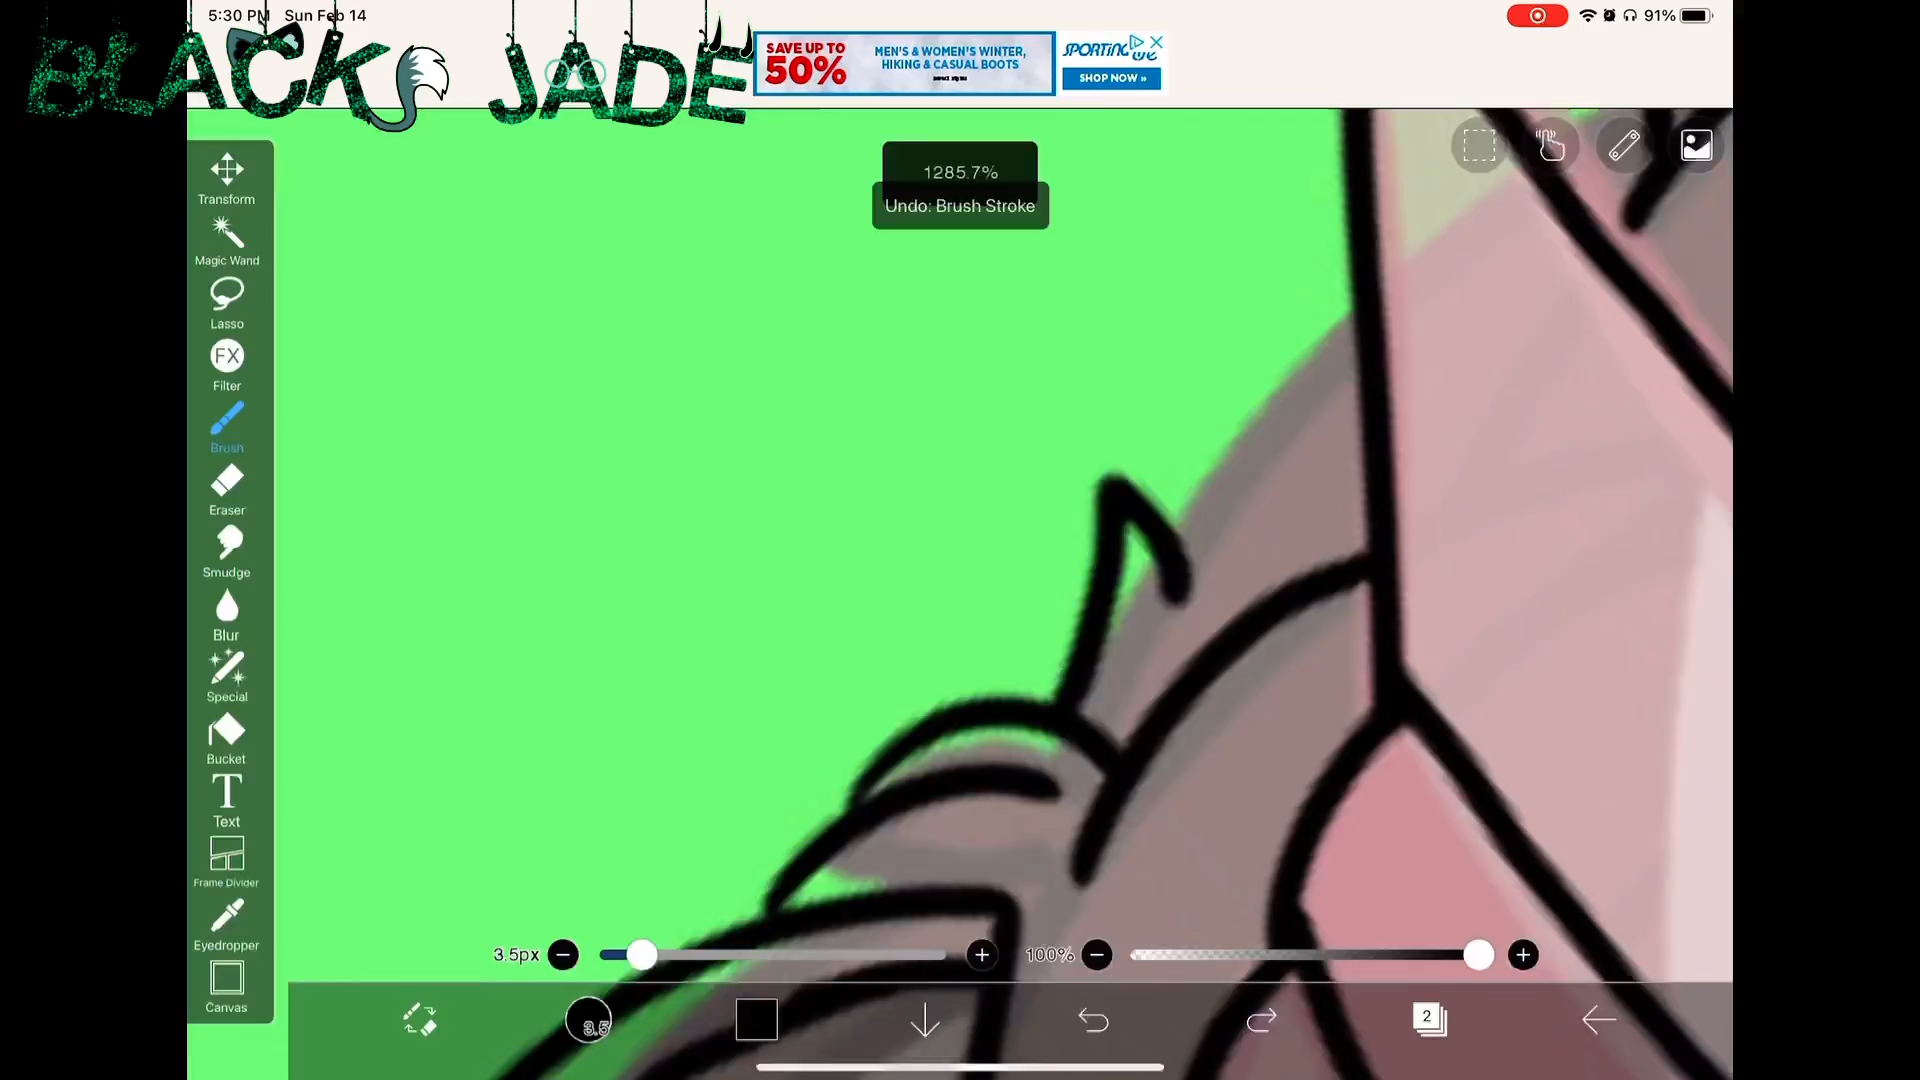 5:30 PM Sun Feb 14
91%
BLACK JADE
SAVE UP TO
50%
MEN'S & WOMEN'S WINTER,
HIKING & CASUAL BOOTS
SHOP NOW »
1285.7%
Undo: Brush Stroke
Transform
Magic Wand
Lasso
FX
Filter
Brush
Eraser
Smudge
Blur
Special
Bucket
T
Text
Frame Divider
Eyedropper
Canvas
3.5px
100%
3.5
2